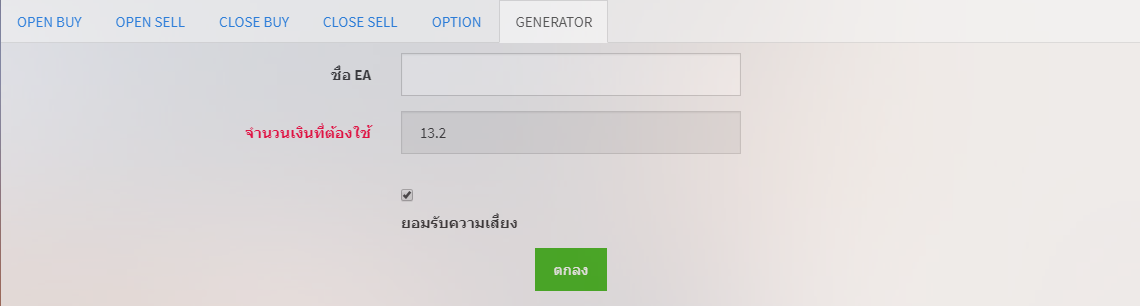 OPEN BUY OPEN SELL CLOSE BUY CLOSE SELL OPTION GENERATOR
ชื่อ EA
จำนวนเงินที่ต้องใช้ 13.2
ยอมรับความเสี่ยง
ตกลง